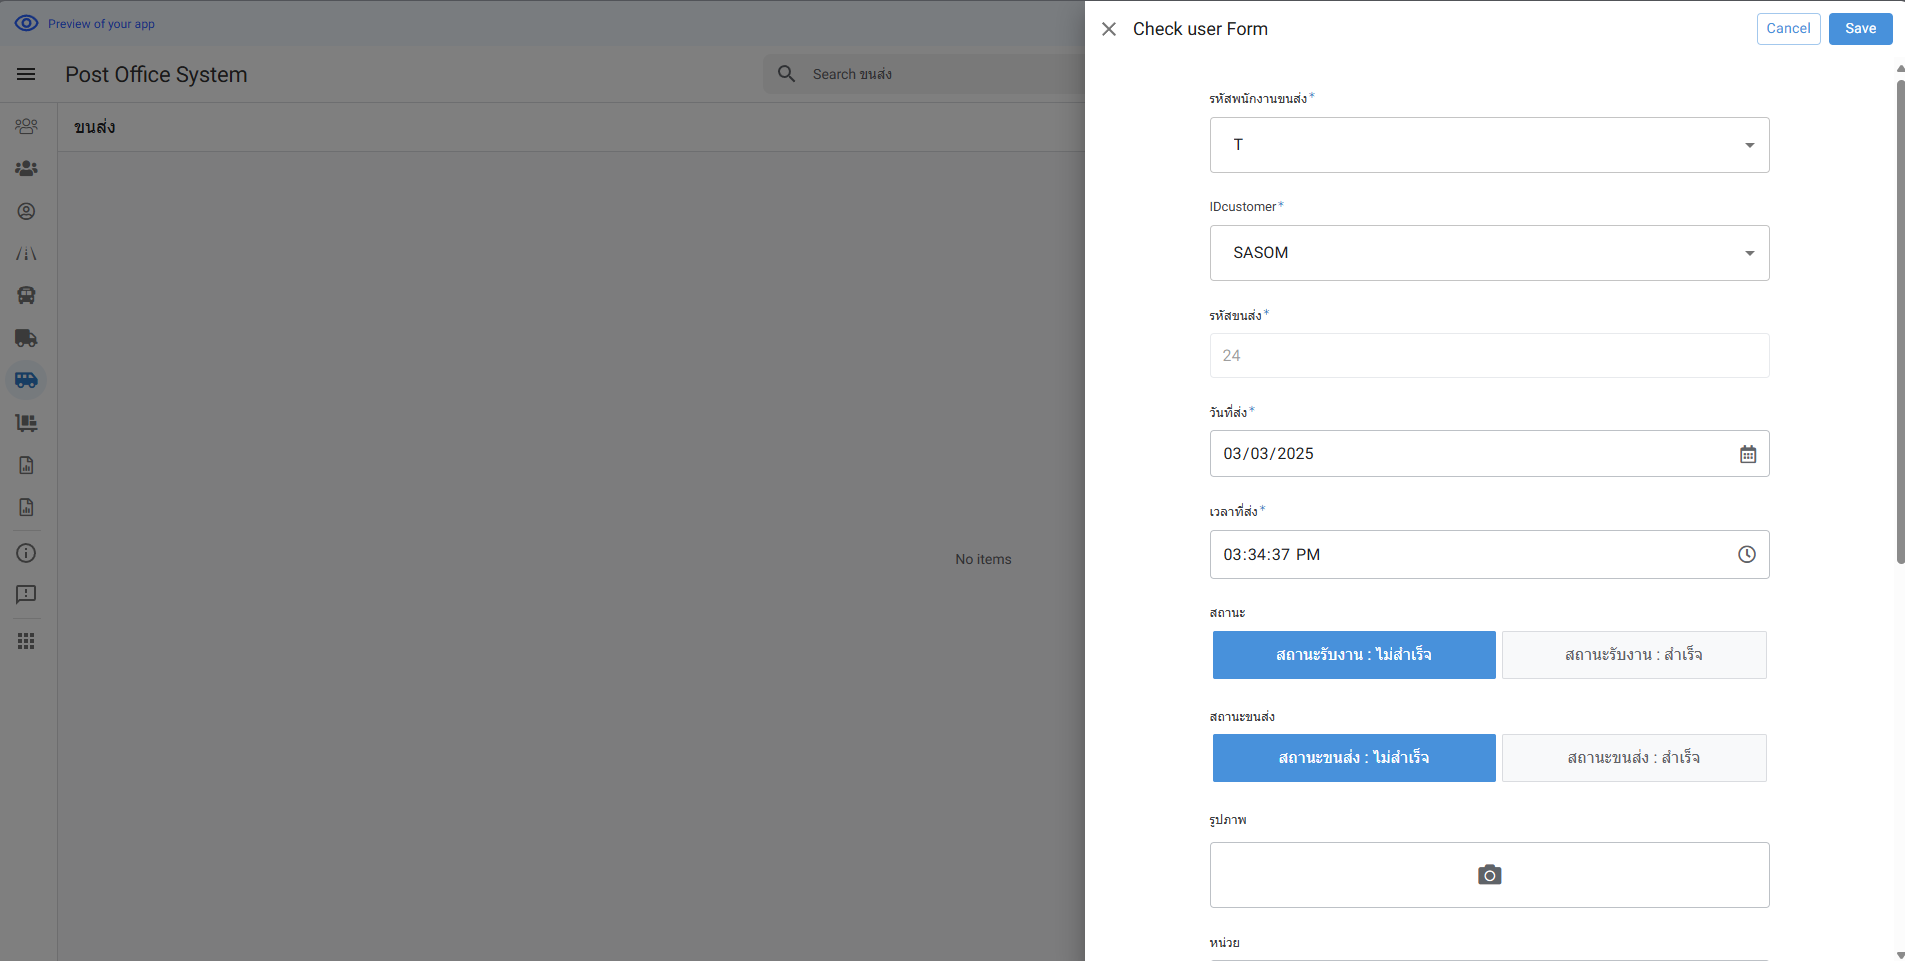 Preview of your app
Post Office System
Search ขนส่ง
ขนส่ง
No items
Check user Form
Cancel
Save
รหัสพนักงานขนส่ง*
T
IDcustomer*
SASOM
รหัสขนส่ง*
24
วันที่ส่ง*
03/03/2025
เวลาที่ส่ง*
03:34:37 PM
สถานะ
สถานะรับงาน : ไม่สำเร็จ
สถานะรับงาน : สำเร็จ
สถานะขนส่ง
สถานะขนส่ง : ไม่สำเร็จ
สถานะขนส่ง : สำเร็จ
รูปภาพ
หน่วย